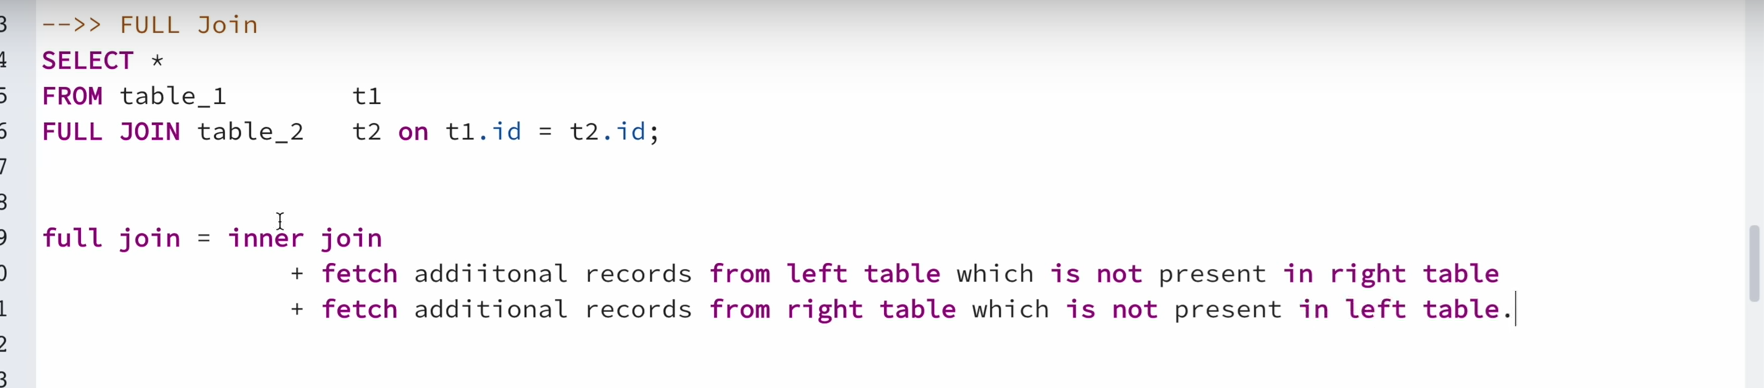 3 -->> FULL Join
4 SELECT *
5 FROM table_1 t1
6 FULL JOIN table_2 t2 on t1.id = t2.id;
7
8
9 full join = inner join
0 + fetch addiitonal records from left table which is not present in right table
1 + fetch additional records from right table which is not present in left table.
2
3